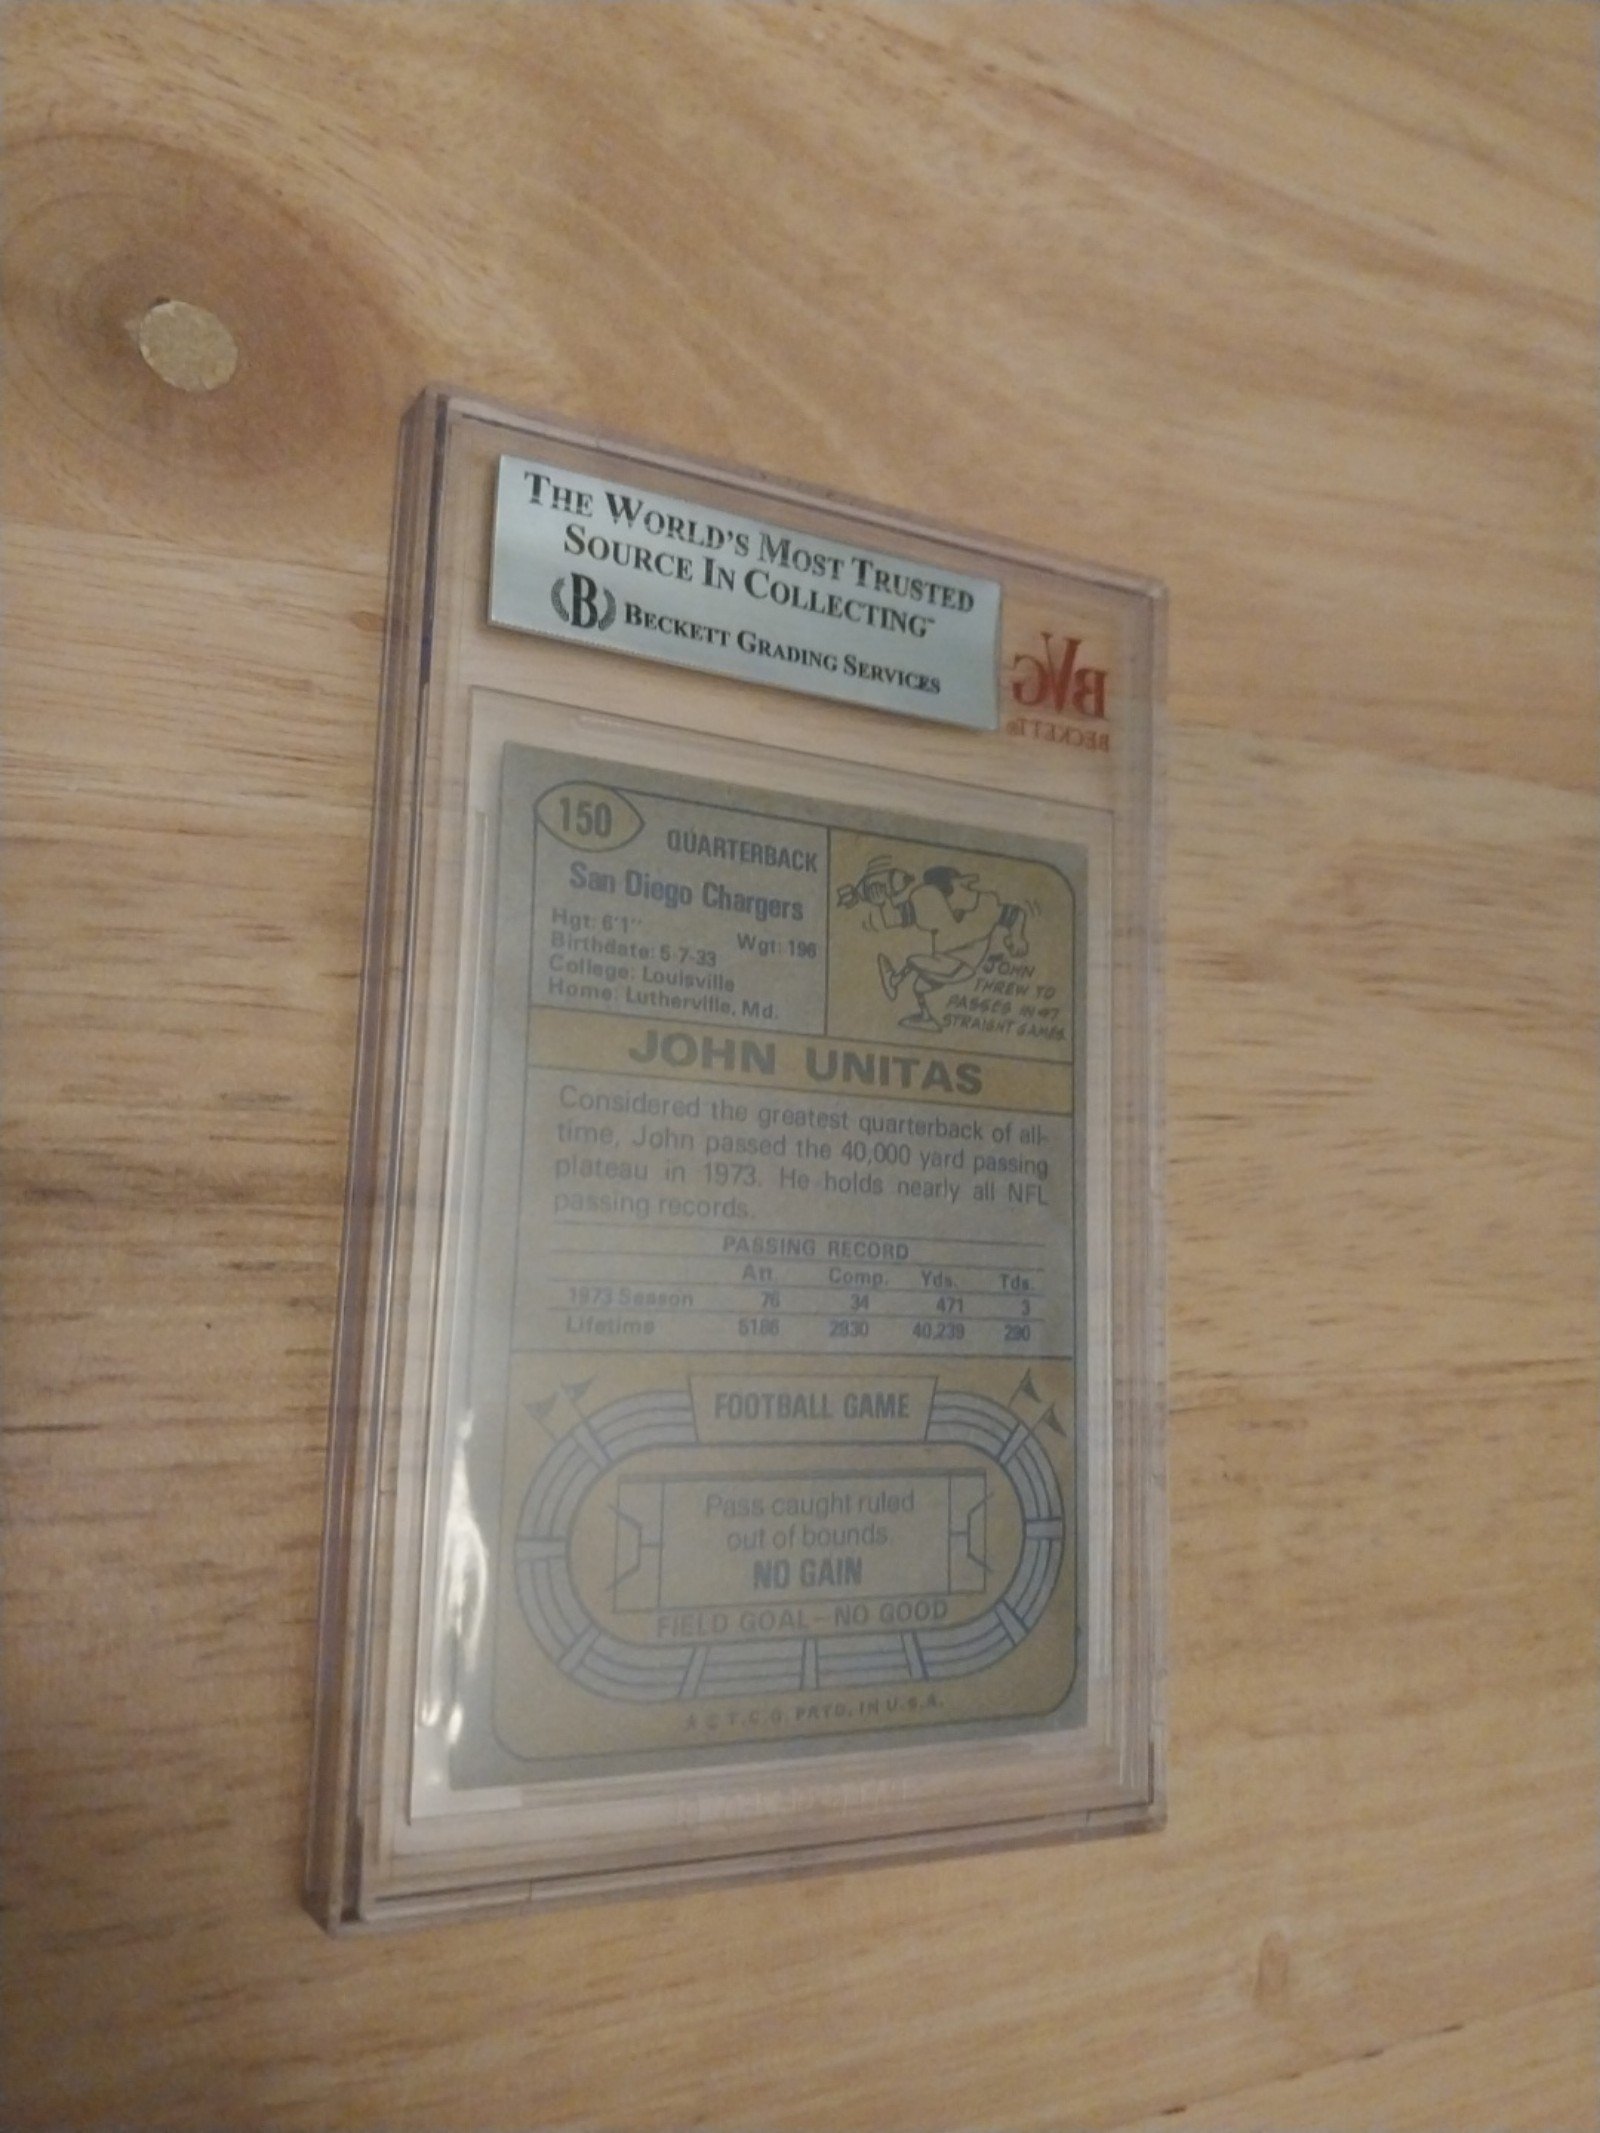 THE WORLD'S MOST TRUSTED
SOURCE IN COLLECTING™
B BECKETT GRADING SERVICES
BVG
BECKETT®
150
QUARTERBACK
San Diego Chargers
Hgt: 6'1"
Wgt: 196
Birthdate: 5-7-33
College: Louisville
Home: Lutherville, Md.
JOHN
THREW TD
PASSES IN 47
STRAIGHT GAMES.
JOHN UNITAS
Considered the greatest quarterback of all-
time, John passed the 40,000 yard passing
plateau in 1973. He holds nearly all NFL
passing records.
PASSING RECORD
Att. Comp. Yds. Tds.
1973 Season 76 34 471 3
Lifetime 5186 2830 40,239 290
FOOTBALL GAME
Pass caught ruled
out of bounds.
NO GAIN
FIELD GOAL—NO GOOD
© T.C.G. PRTD. IN U.S.A.